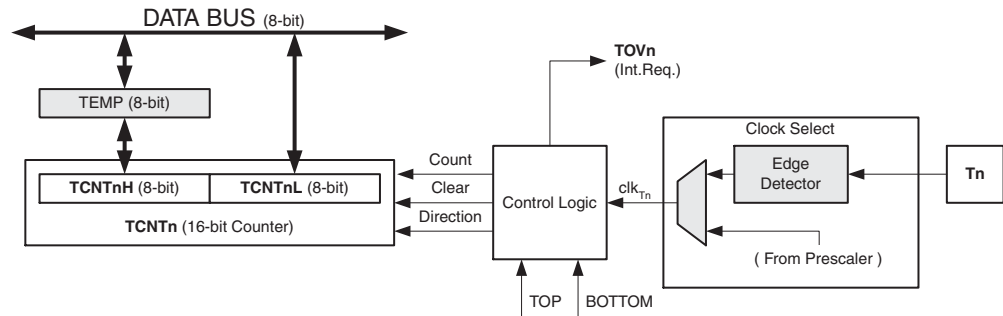 DATA BUS (8-bit)
TOVn
(Int.Req.)
TEMP (8-bit)
Clock Select
Count
Edge
Detector
TCNTnH (8-bit) TCNTnL (8-bit)
Clear
Control Logic
clkTn
Tn
TCNTn (16-bit Counter)
Direction
( From Prescaler )
TOP
BOTTOM